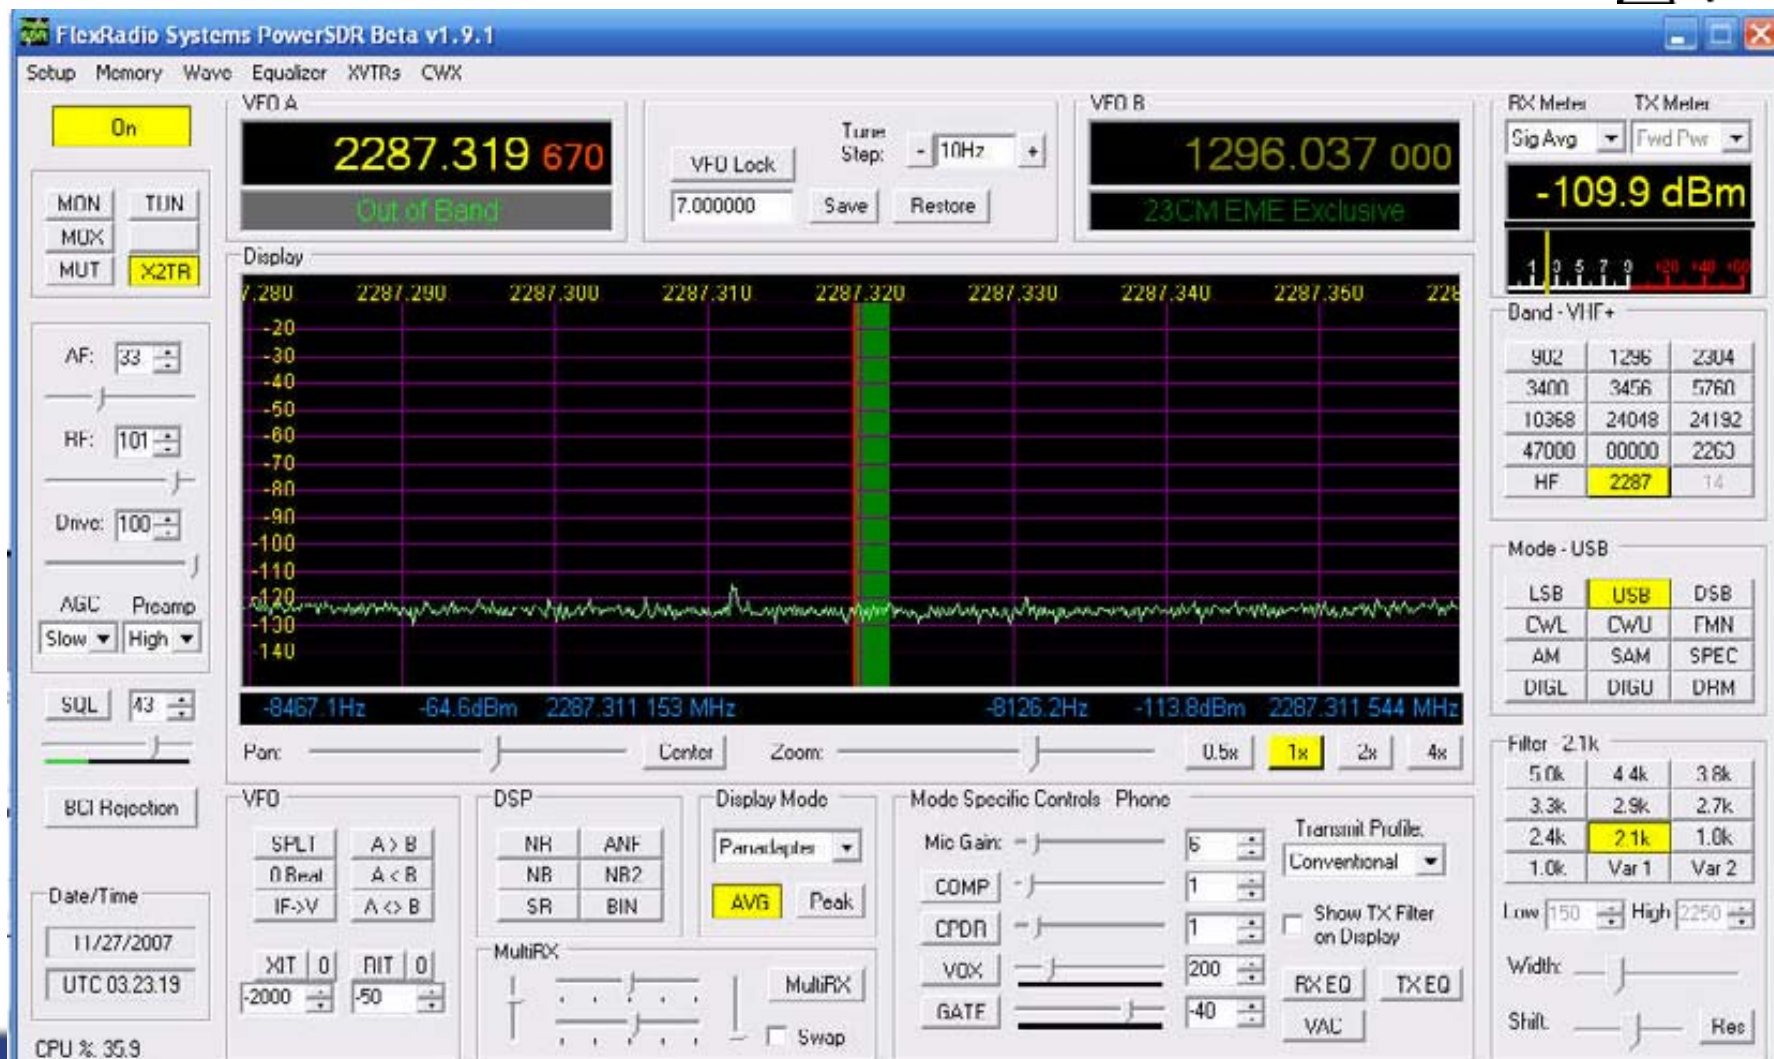 FlexRadio Systems PowerSDR Beta v1.9.1
Setup Memory Wave Equalizer XVTRs CWX
On
MON TUN
MOX
MUT X2TR
AF: 33
RF: 101
Drive: 100
AGC Preamp
Slow High
SQL 43
BCI Rejection
Date/Time
11/27/2007
UTC 03.23.19
CPU %: 35.9
VFO A
2287.319 670
Out of Band
VFO Lock
Tune
Step: - 10Hz +
7.000000 Save Restore
VFO B
1296.037 000
23CM EME Exclusive
RX Meter TX Meter
Sig Avg Fwd Pwr
-109.9 dBm
1 3 5 7 9 +20 +40 +60
Display
7.280 2287.290 2287.300 2287.310 2287.320 2287.330 2287.340 2287.350 228
-20
-30
-40
-50
-60
-70
-80
-90
-100
-110
-120
-130
-140
-8467.1Hz -64.6dBm 2287.311 153 MHz -8126.2Hz -113.8dBm 2287.311 544 MHz
Pan: Center Zoom: 0.5x 1x 2x 4x
Band - VHF+
902 1296 2304
3400 3456 5760
10368 24048 24192
47000 00000 2263
HF 2287 14
Mode - USB
LSB USB DSB
CWL CWU FMN
AM SAM SPEC
DIGL DIGU DRM
Filter - 2.1k
5.0k 4.4k 3.8k
3.3k 2.9k 2.7k
2.4k 2.1k 1.8k
1.0k Var 1 Var 2
Low 150 High 2250
Width:
Shift: Res
VFO
SPLT A > B
0 Beat A < B
IF->V A <> B
XIT 0 RIT 0
-2000 -50
DSP
NR ANF
NB NB2
SR BIN
Display Mode
Panadapter
AVG Peak
MultiRX
MultiRX
Swap
Mode Specific Controls - Phone
Mic Gain: 6
COMP 1
CPDR 1
VOX 200
GATE -40
Transmit Profile:
Conventional
Show TX Filter
on Display
RX EQ TX EQ
VAC